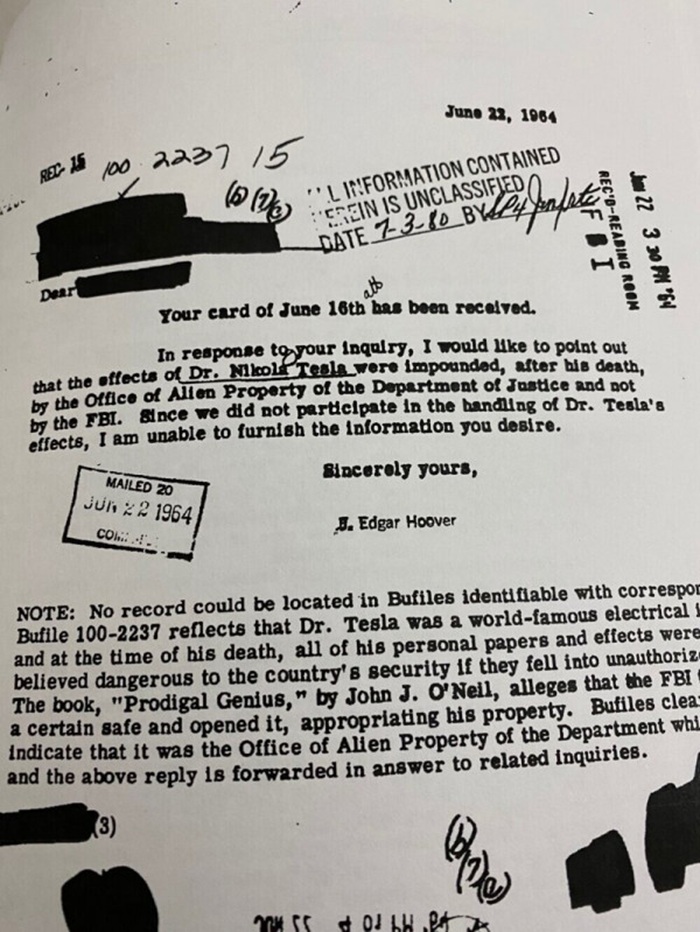 June 22, 1964
REC- 15 100 2237 15
(b)(7)(c)
L INFORMATION CONTAINED
EREIN IS UNCLASSIFIED
DATE 7-3-80 BY
REC'D-READING ROOM
F B I
JUN 22 3 30 PM '64
Dear
Your card of June 16th has been received.
In response to your inquiry, I would like to point out
that the effects of Dr. Nikola Tesla were impounded, after his death,
by the Office of Alien Property of the Department of Justice and not
by the FBI. Since we did not participate in the handling of Dr. Tesla's
effects, I am unable to furnish the information you desire.
Sincerely yours,
J. Edgar Hoover
MAILED 20
JUN 22 1964
NOTE: No record could be located in Bufiles identifiable with correspon
Bufile 100-2237 reflects that Dr. Tesla was a world-famous electrical i
and at the time of his death, all of his personal papers and effects were
believed dangerous to the country's security if they fell into unauthoriz
The book, "Prodigal Genius," by John J. O'Neil, alleges that the FBI
a certain safe and opened it, appropriating his property. Bufiles clea
indicate that it was the Office of Alien Property of the Department whi
and the above reply is forwarded in answer to related inquiries.
(3)
(b)(7)(c)